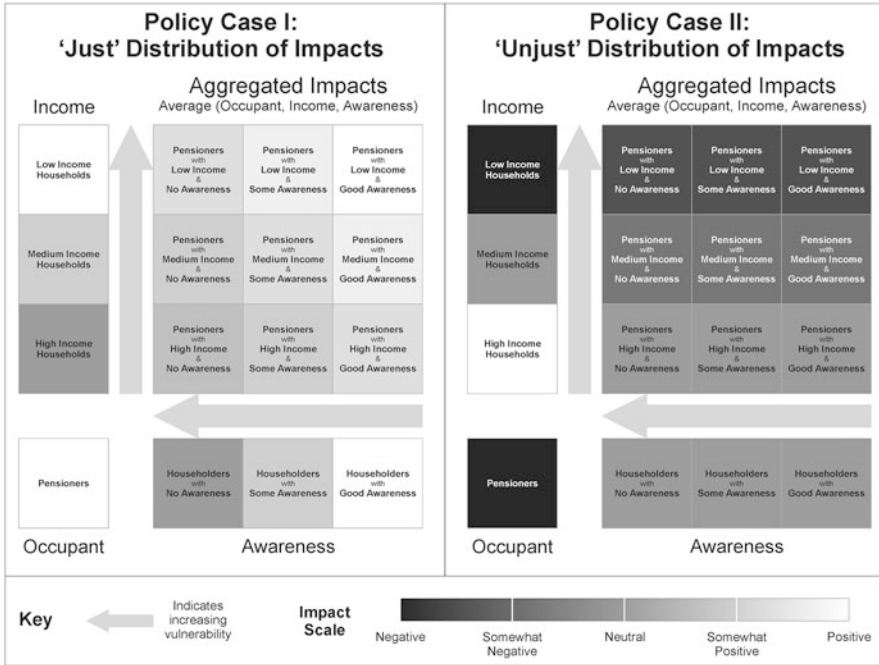 Policy Case I:
'Just' Distribution of Impacts
Aggregated Impacts
Income
Average (Occupant, Income, Awareness)
Low Income
Households
Pensioners
with
Low Income
&
No Awareness
Pensioners
with
Low Income
&
Some Awareness
Pensioners
with
Low Income
&
Good Awareness
Medium Income
Households
Pensioners
with
Medium Income
&
No Awareness
Pensioners
with
Medium Income
&
Some Awareness
Pensioners
with
Medium Income
&
Good Awareness
High Income
Households
Pensioners
with
High Income
&
No Awareness
Pensioners
with
High Income
&
Some Awareness
Pensioners
with
High Income
&
Good Awareness
Pensioners
Householders
with
No Awareness
Householders
with
Some Awareness
Householders
with
Good Awareness
Occupant
Awareness
Policy Case II:
'Unjust' Distribution of Impacts
Aggregated Impacts
Income
Average (Occupant, Income, Awareness)
Low Income
Households
Pensioners
with
Low Income
&
No Awareness
Pensioners
with
Low Income
&
Some Awareness
Pensioners
with
Low Income
&
Good Awareness
Medium Income
Households
Pensioners
with
Medium Income
&
No Awareness
Pensioners
with
Medium Income
&
Some Awareness
Pensioners
with
Medium Income
&
Good Awareness
High Income
Households
Pensioners
with
High Income
&
No Awareness
Pensioners
with
High Income
&
Some Awareness
Pensioners
with
High Income
&
Good Awareness
Pensioners
Householders
with
No Awareness
Householders
with
Some Awareness
Householders
with
Good Awareness
Occupant
Awareness
Key
Indicates
increasing
vulnerability
Impact
Scale
Negative
Somewhat
Negative
Neutral
Somewhat
Positive
Positive